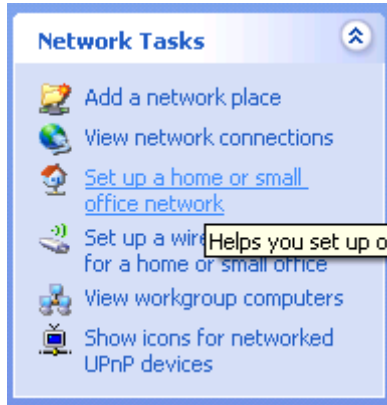 Network Tasks
Add a network place
View network connections
Set up a home or small
office network
Set up a
Helps you set up
for a home or small office
View workgroup computers
Show icons for networked
UPnP devices